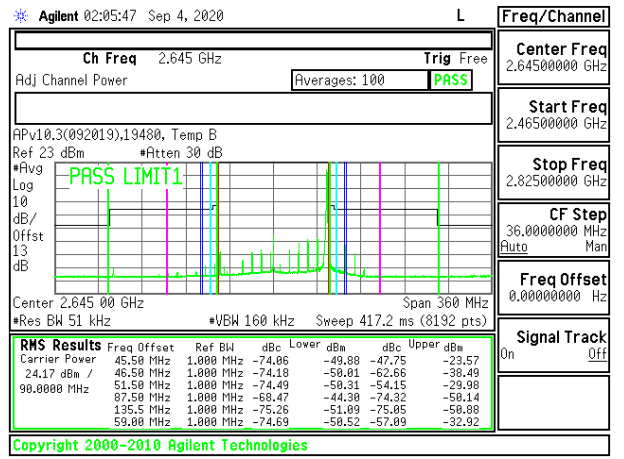 Agilent 02:05:47 Sep 4, 2020 L
Freq/Channel
Ch Freq 2.645 GHz Trig Free
Adj Channel Power Averages: 100 PASS
Center Freq
2.64500000 GHz
Start Freq
2.46500000 GHz
Stop Freq
2.82500000 GHz
CF Step
36.0000000 MHz
Auto Man
Freq Offset
0.00000000 Hz
Signal Track
On Off
APv10.3(092019),19480, Temp B
Ref 23 dBm #Atten 30 dB
#Avg
Log
10
dB/
Offst
13
dB
PASS LIMIT1
Center 2.645 00 GHz Span 360 MHz
#Res BW 51 kHz #VBW 160 kHz Sweep 417.2 ms (8192 pts)
RMS Results Freq Offset Ref BW dBc Lower dBm dBc Upper dBm
Carrier Power 45.50 MHz 1.000 MHz -74.06 -49.88 -47.75 -23.57
24.17 dBm / 46.50 MHz 1.000 MHz -74.18 -50.01 -62.66 -38.49
90.0000 MHz 51.50 MHz 1.000 MHz -74.49 -50.31 -54.15 -29.98
87.50 MHz 1.000 MHz -68.47 -44.30 -74.32 -50.14
135.5 MHz 1.000 MHz -75.26 -51.09 -75.05 -50.88
59.00 MHz 1.000 MHz -74.69 -50.52 -57.09 -32.92
Copyright 2000-2010 Agilent Technologies